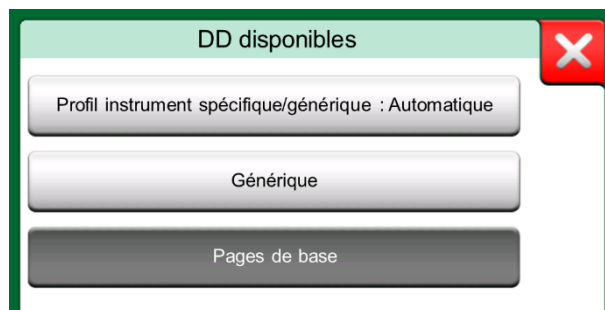 DD disponibles
Profil instrument spécifique/générique : Automatique
Générique
Pages de base